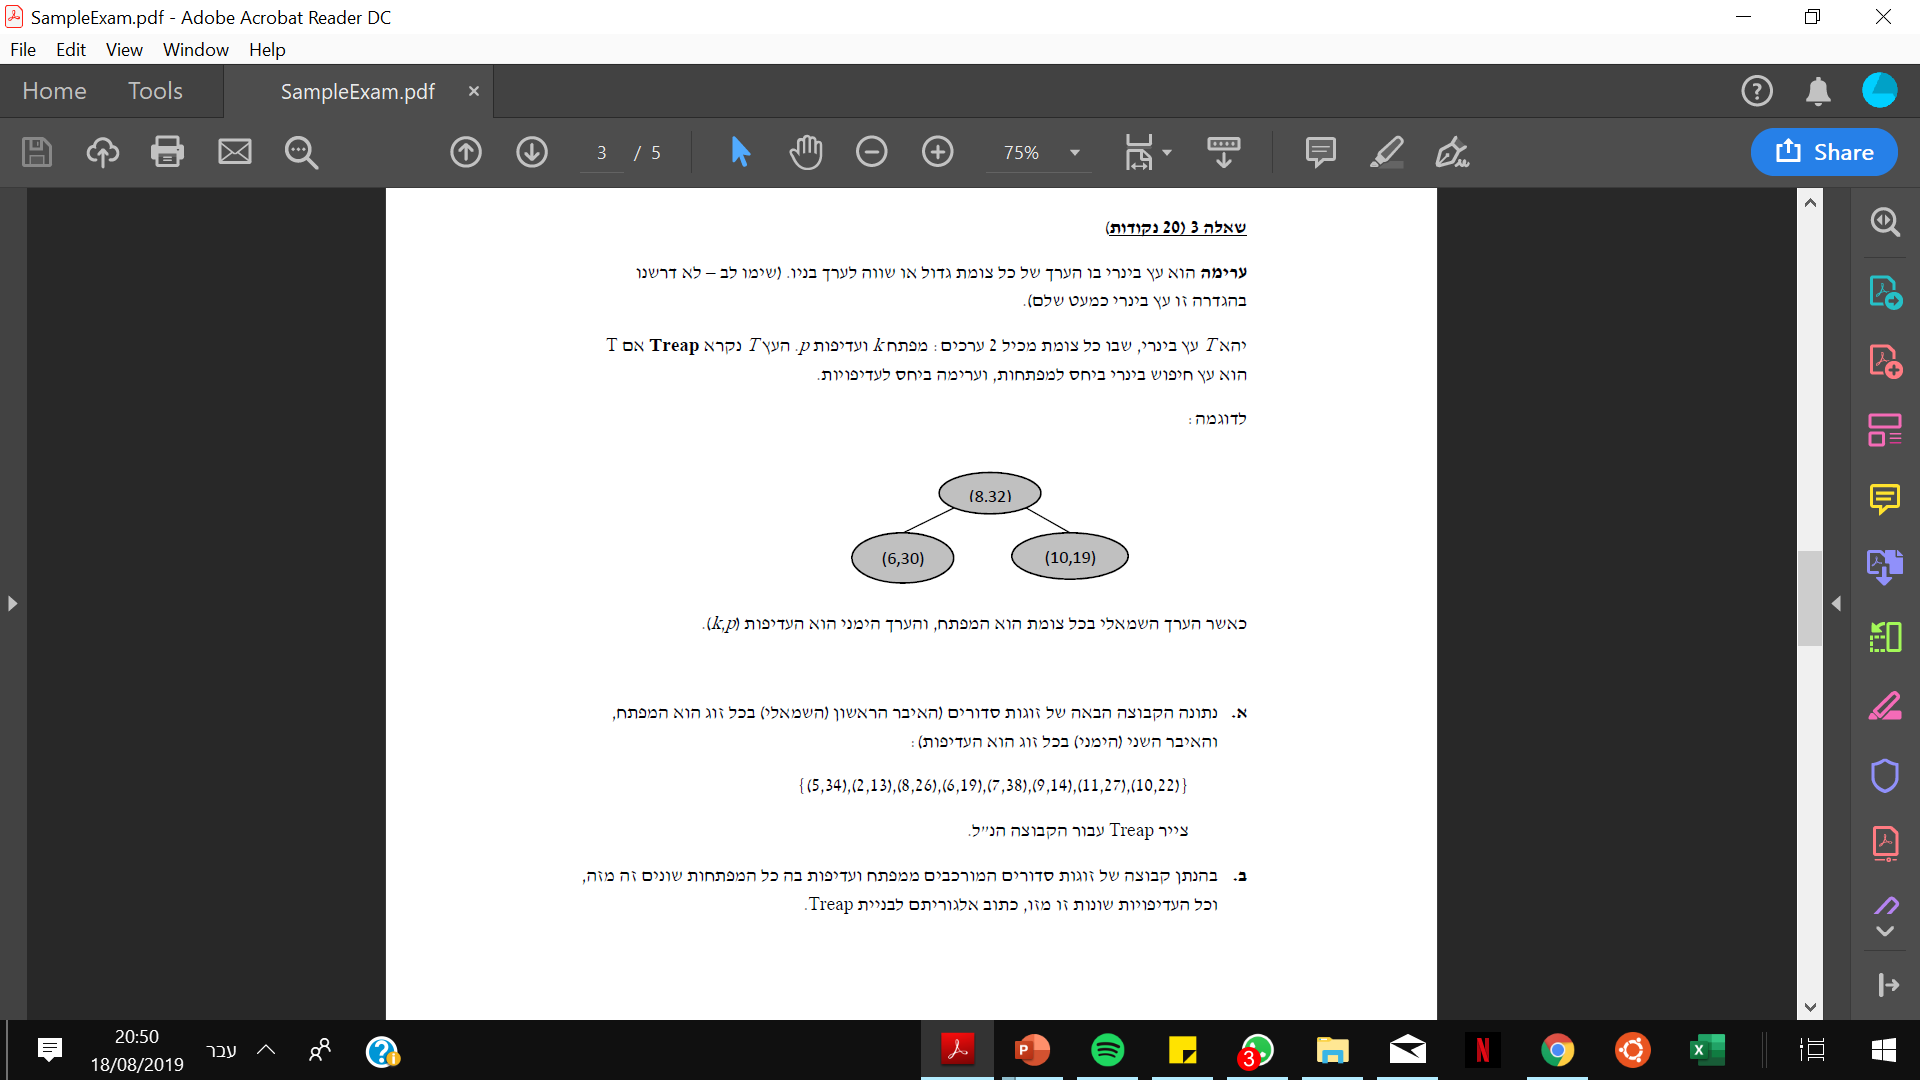 SampleExam.pdf - Adobe Acrobat Reader DC
File Edit View Window Help
Home Tools SampleExam.pdf ×
3 / 5 75% Share
שאלה 3 (20 נקודות)
ערימה הוא עץ בינרי בו הערך של כל צומת גדול או שווה לערך בניו. (שימו לב – לא דרשנו
בהגדרה זו עץ בינרי כמעט שלם).
יהא T עץ בינרי, שבו כל צומת מכיל 2 ערכים: מפתח k ועדיפות p. העץ T נקרא Treap אם T
הוא עץ חיפוש בינרי ביחס למפתחות, וערימה ביחס לעדיפויות.
לדוגמה:
(8,32)
(6,30) (10,19)
כאשר הערך השמאלי בכל צומת הוא המפתח, והערך הימני הוא העדיפות (k,p).
א. נתונה הקבוצה הבאה של זוגות סדורים (האיבר הראשון (השמאלי) בכל זוג הוא המפתח,
והאיבר השני (הימני) בכל זוג הוא העדיפות):
{(5,34),(2,13),(8,26),(6,19),(7,38),(9,14),(11,27),(10,22)}
צייר Treap עבור הקבוצה הנ"ל.
ב. בהנתן קבוצה של זוגות סדורים המורכבים ממפתח ועדיפות בה כל המפתחות שונים זה מזה,
וכל העדיפויות שונות זו מזו, כתוב אלגוריתם לבניית Treap.
20:50
18/08/2019
עבר
3